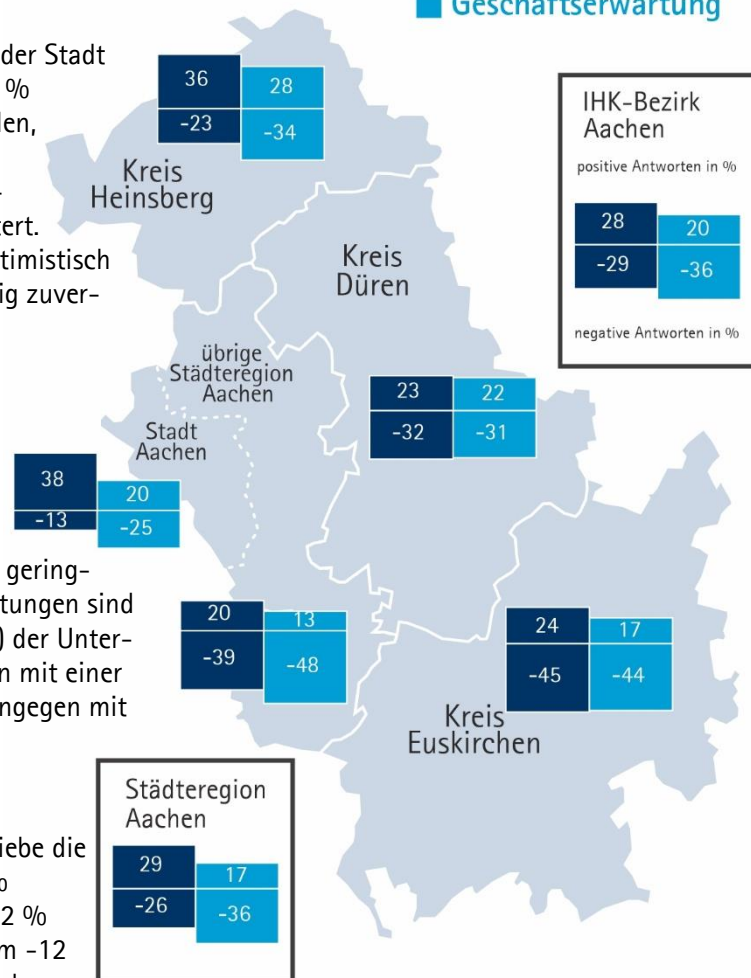 Geschäftserwartung
der Stadt
%
den,
tert.
timistisch
ig zuver-
gering-
tungen sind
) der Unter-
n mit einer
ngegen mit
iebe die
2 %
m -12
36
28
-23
-34
Kreis
Heinsberg
IHK-Bezirk
Aachen
positive Antworten in %
28
20
-29
-36
negative Antworten in %
Kreis
Düren
23
22
-32
-31
übrige
Städteregion
Aachen
Stadt
Aachen
38
20
-13
-25
20
13
-39
-48
24
17
-45
-44
Kreis
Euskirchen
Städteregion
Aachen
29
17
-26
-36